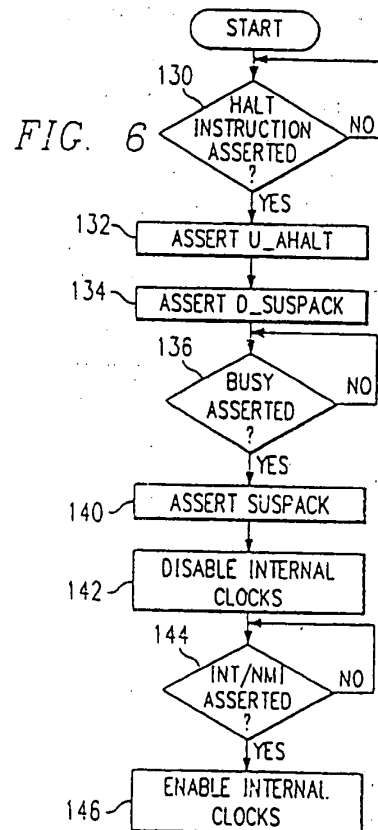 START
130
HALT
INSTRUCTION
ASSERTED
?
NO
YES
FIG. 6
132
ASSERT U_AHALT
134
ASSERT D_SUSPACK
136
BUSY
ASSERTED
?
NO
YES
140
ASSERT SUSPACK
142
DISABLE INTERNAL
CLOCKS
144
INT/NMI
ASSERTED
?
NO
YES
146
ENABLE INTERNAL
CLOCKS